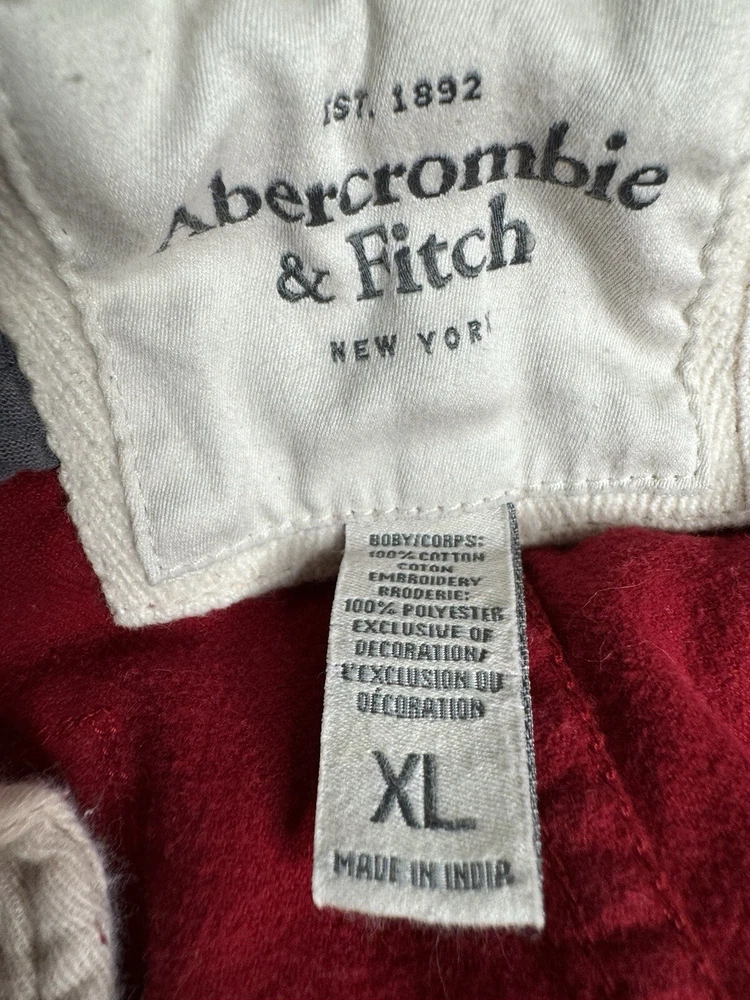 EST. 1892
Abercrombie
& Fitch
NEW YORK
BODY/CORPS:
100% COTTON
COTON
EMBROIDERY
BRODERIE:
100% POLYESTER
EXCLUSIVE OF
DECORATION/
L'EXCLUSION DU
DÉCORATION
XL
MADE IN INDIA